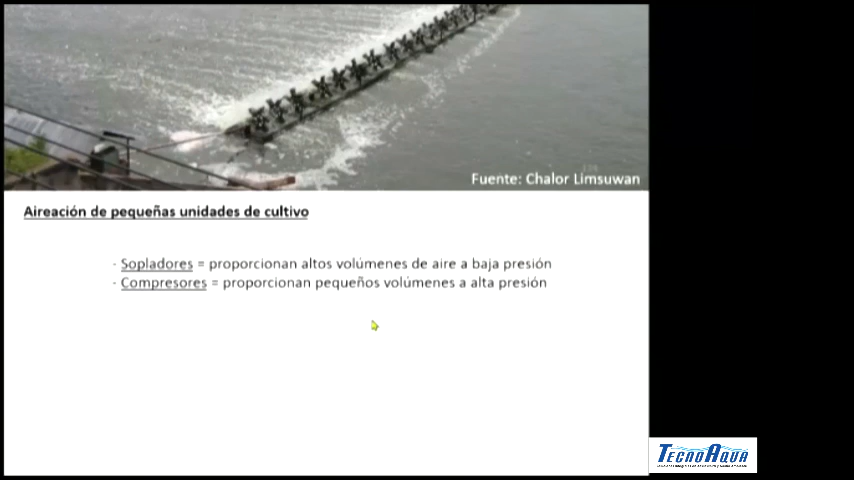 Fuente: Chalor Limsuwan
Aireación de pequeñas unidades de cultivo
- Sopladores = proporcionan altos volúmenes de aire a baja presión
- Compresores = proporcionan pequeños volúmenes a alta presión
TECNOAQUA